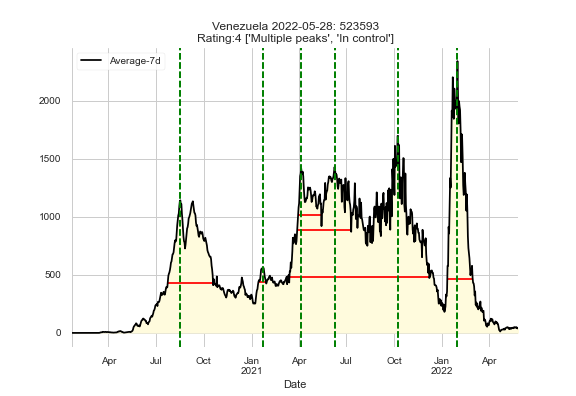 Venezuela 2022-05-28: 523593
Rating:4 ['Multiple peaks', 'In control']
Average-7d
2000
1500
1000
500
0
Apr Jul Oct Jan Apr Jul Oct Jan Apr
2021 2022
Date